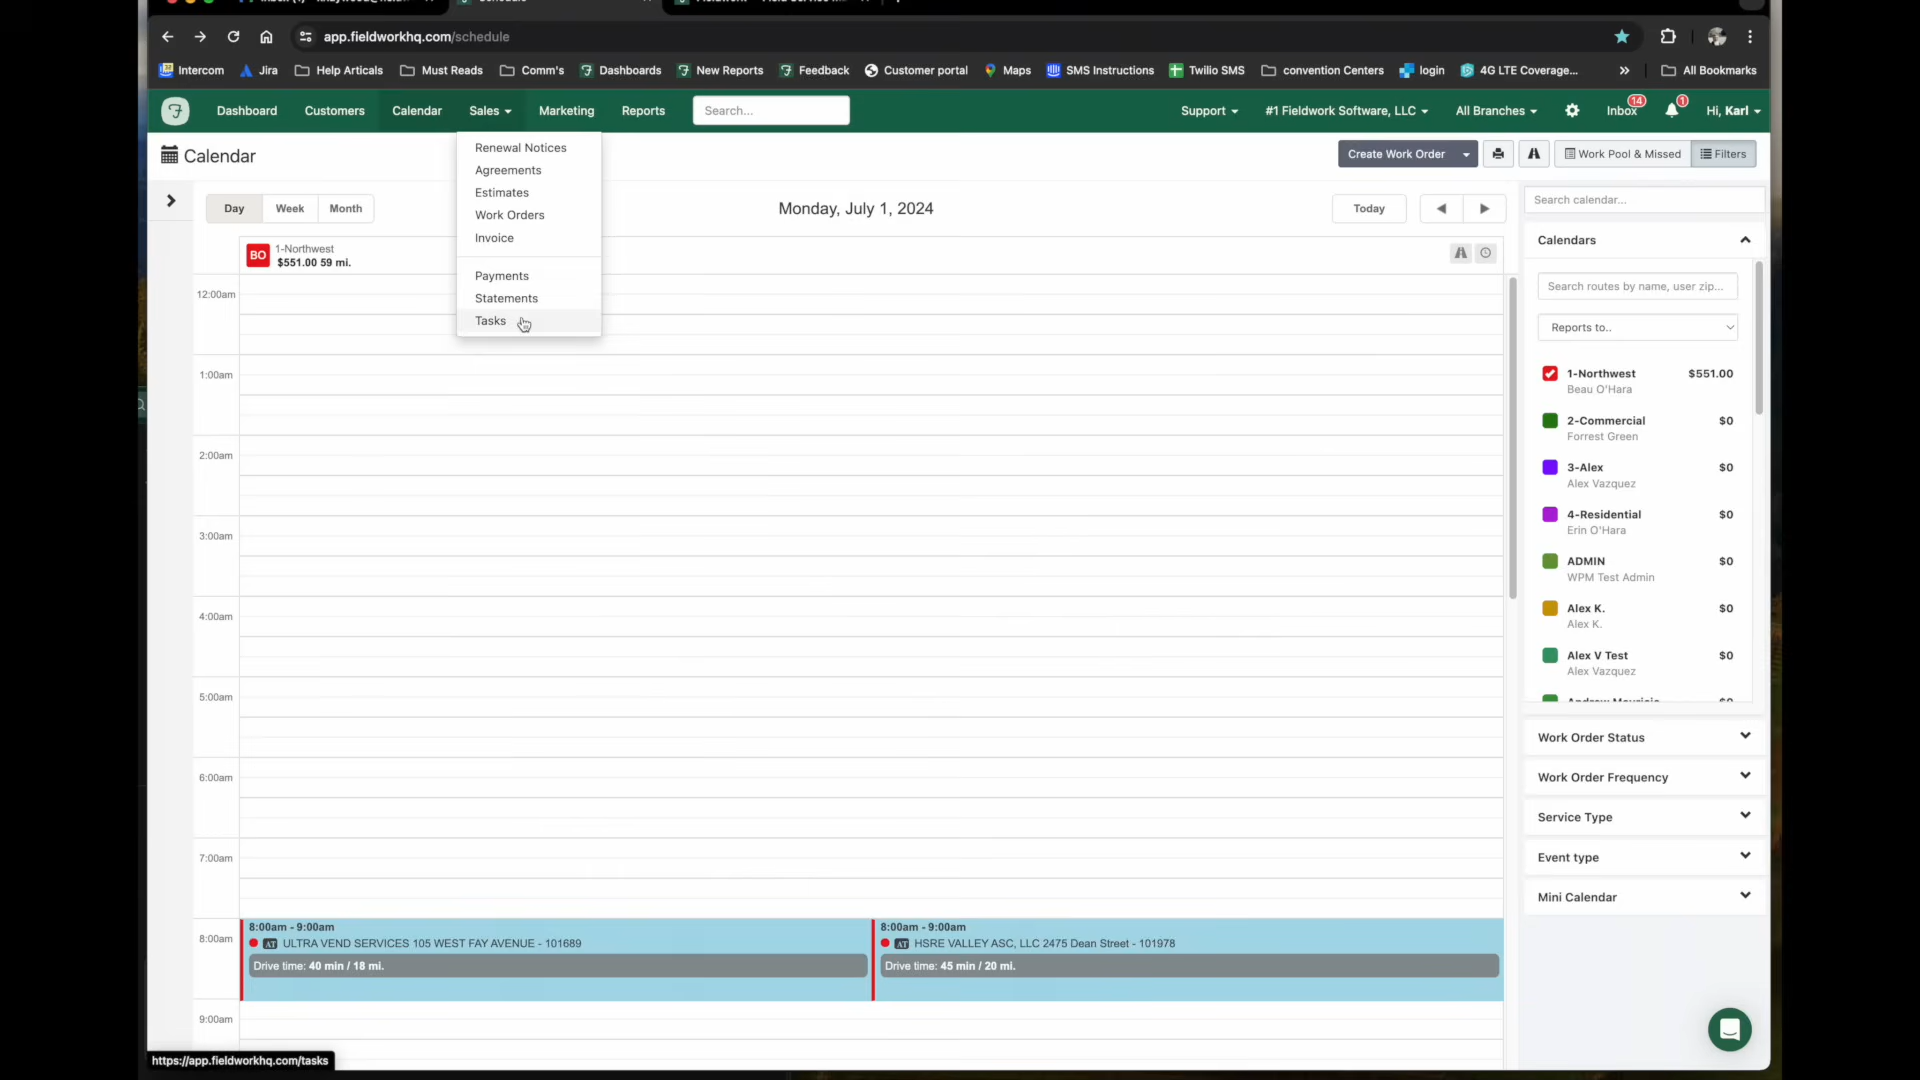 app.fieldworkhq.com/schedule
Intercom Jira Help Articals Must Reads Comm's Dashboards New Reports Feedback Customer portal Maps SMS Instructions Twilio SMS convention Centers login 4G LTE Coverage... » All Bookmarks
Dashboard Customers Calendar Sales Marketing Reports Search... Support #1 Fieldwork Software, LLC All Branches Inbox 14 1 Hi, Karl
Calendar
Create Work Order Work Pool & Missed Filters
Renewal Notices
Agreements
Estimates
Work Orders
Invoice
Payments
Statements
Tasks
Day Week Month
Monday, July 1, 2024
Today
BO 1-Northwest
$551.00 59 mi.
12:00am
1:00am
2:00am
3:00am
4:00am
5:00am
6:00am
7:00am
8:00am
9:00am
8:00am - 9:00am
AT ULTRA VEND SERVICES 105 WEST FAY AVENUE - 101689
Drive time: 40 min / 18 mi.
8:00am - 9:00am
AT HSRE VALLEY ASC, LLC 2475 Dean Street - 101978
Drive time: 45 min / 20 mi.
Search calendar...
Calendars
Search routes by name, user zip...
Reports to..
1-Northwest $551.00
Beau O'Hara
2-Commercial $0
Forrest Green
3-Alex $0
Alex Vazquez
4-Residential $0
Erin O'Hara
ADMIN $0
WPM Test Admin
Alex K. $0
Alex K.
Alex V Test $0
Alex Vazquez
Work Order Status
Work Order Frequency
Service Type
Event type
Mini Calendar
https://app.fieldworkhq.com/tasks